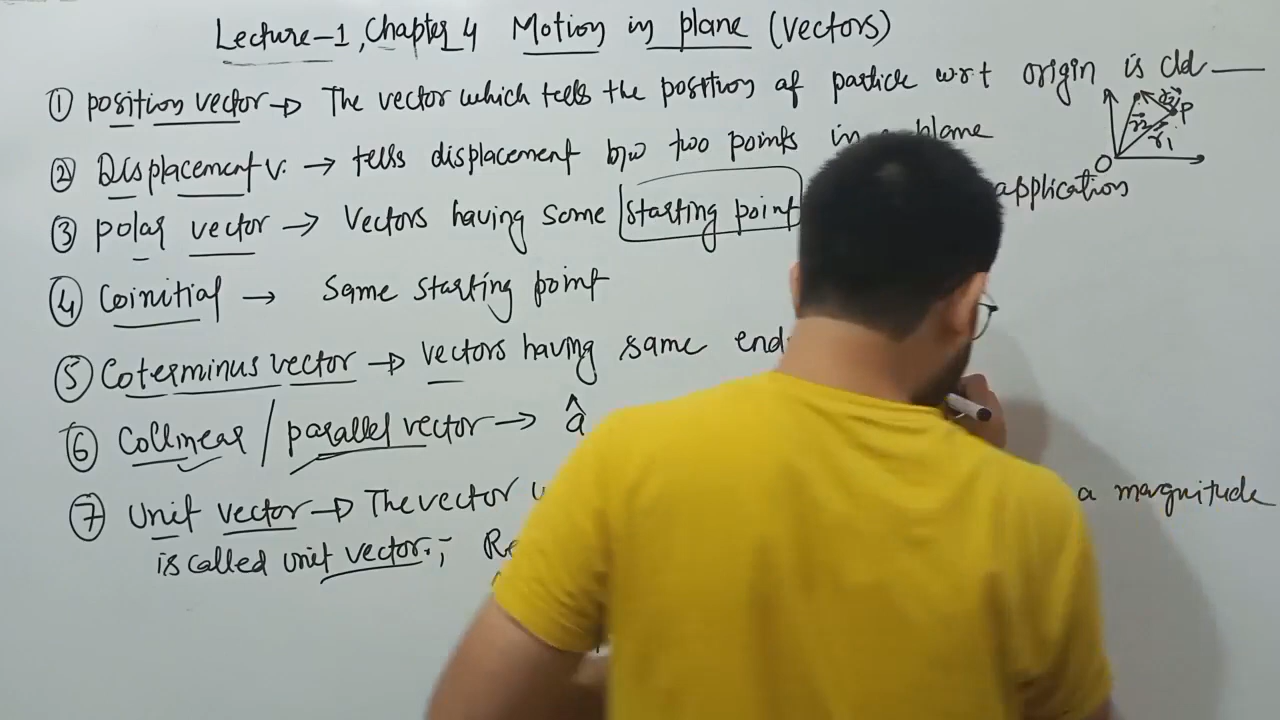 Lecture-1, Chapter 4 Motion in plane (vectors)
① position vector → The vector which tells the position of particle wrt origin is cld —
② Displacement v. → tells displacement b/w two points in plane
③ polar vector → Vectors having some starting point application
④ Coinitial → Same starting point
⑤ Coterminus vector → vectors having same end
⑥ Collinear / parallel vector → â
⑦ Unit vector → The vector a magnitude
is called unit vector.;
O
P